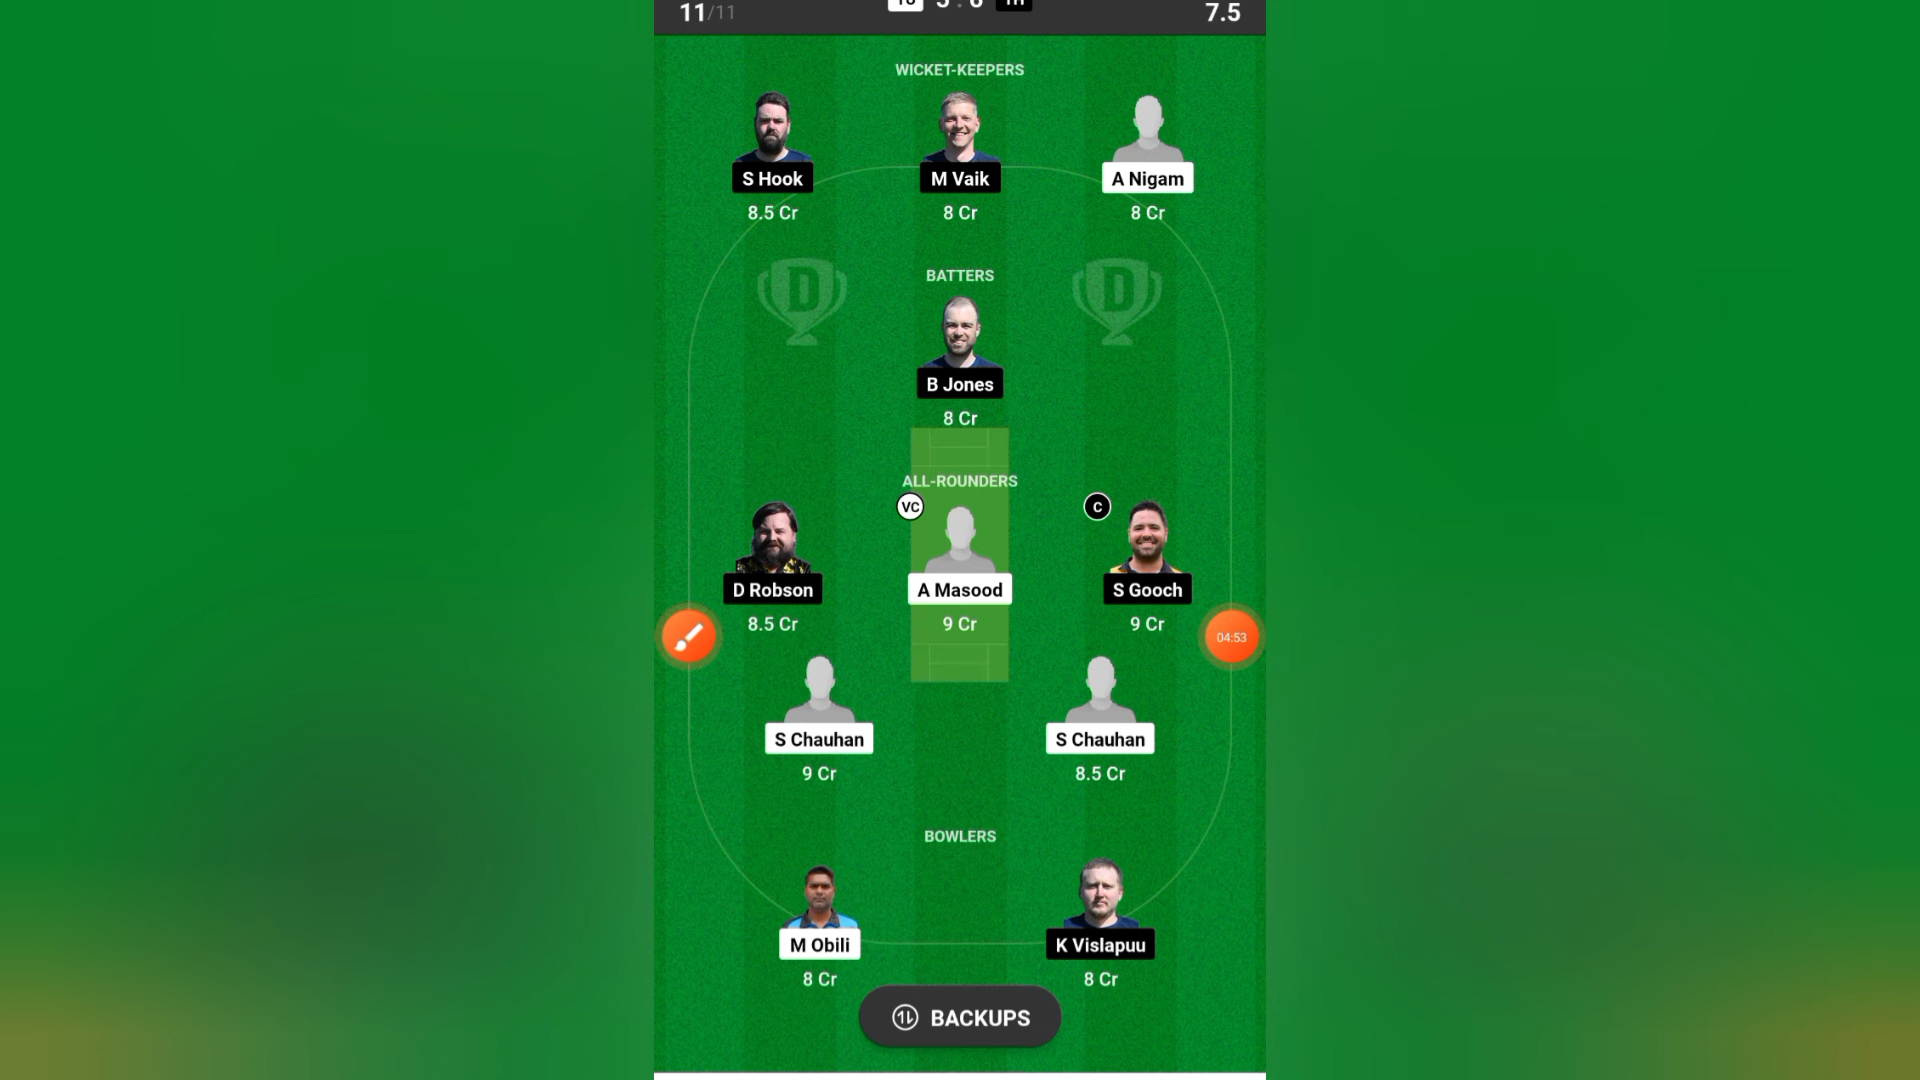 11/11 5 : 6 7.5
WICKET-KEEPERS
S Hook M Vaik A Nigam
8.5 Cr 8 Cr 8 Cr
BATTERS
D D
B Jones
8 Cr
ALL-ROUNDERS
VC C
D Robson A Masood S Gooch
8.5 Cr 9 Cr 9 Cr
04:53
S Chauhan S Chauhan
9 Cr 8.5 Cr
BOWLERS
M Obili K Vislapuu
8 Cr 8 Cr
BACKUPS